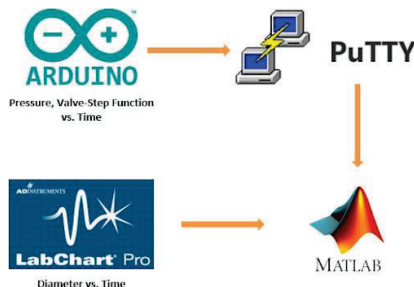 ARDUINO
PuTTY
Pressure, Valve-Step Function
vs. Time
ADINSTRUMENTS
LabChart® Pro
MATLAB
Diameter vs. Time